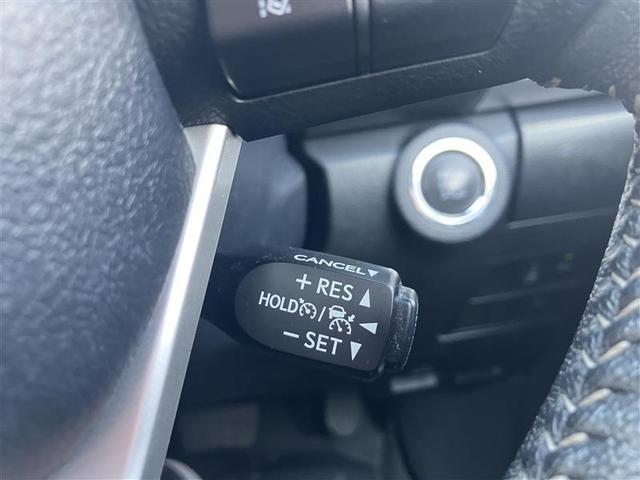 CANCEL▼
+ RES ▲
HOLD / ◀
− SET ▼